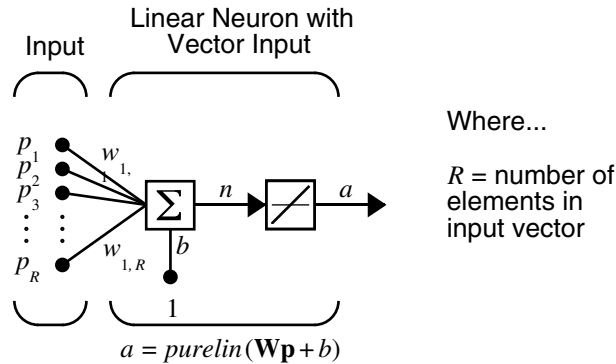 Linear Neuron with
Vector Input
Input
Where...
R = number of
elements in
input vector
p1
p2
p3
pR
w1, 1
w1, R
Σ
n
a
b
1
a = purelin(Wp + b)